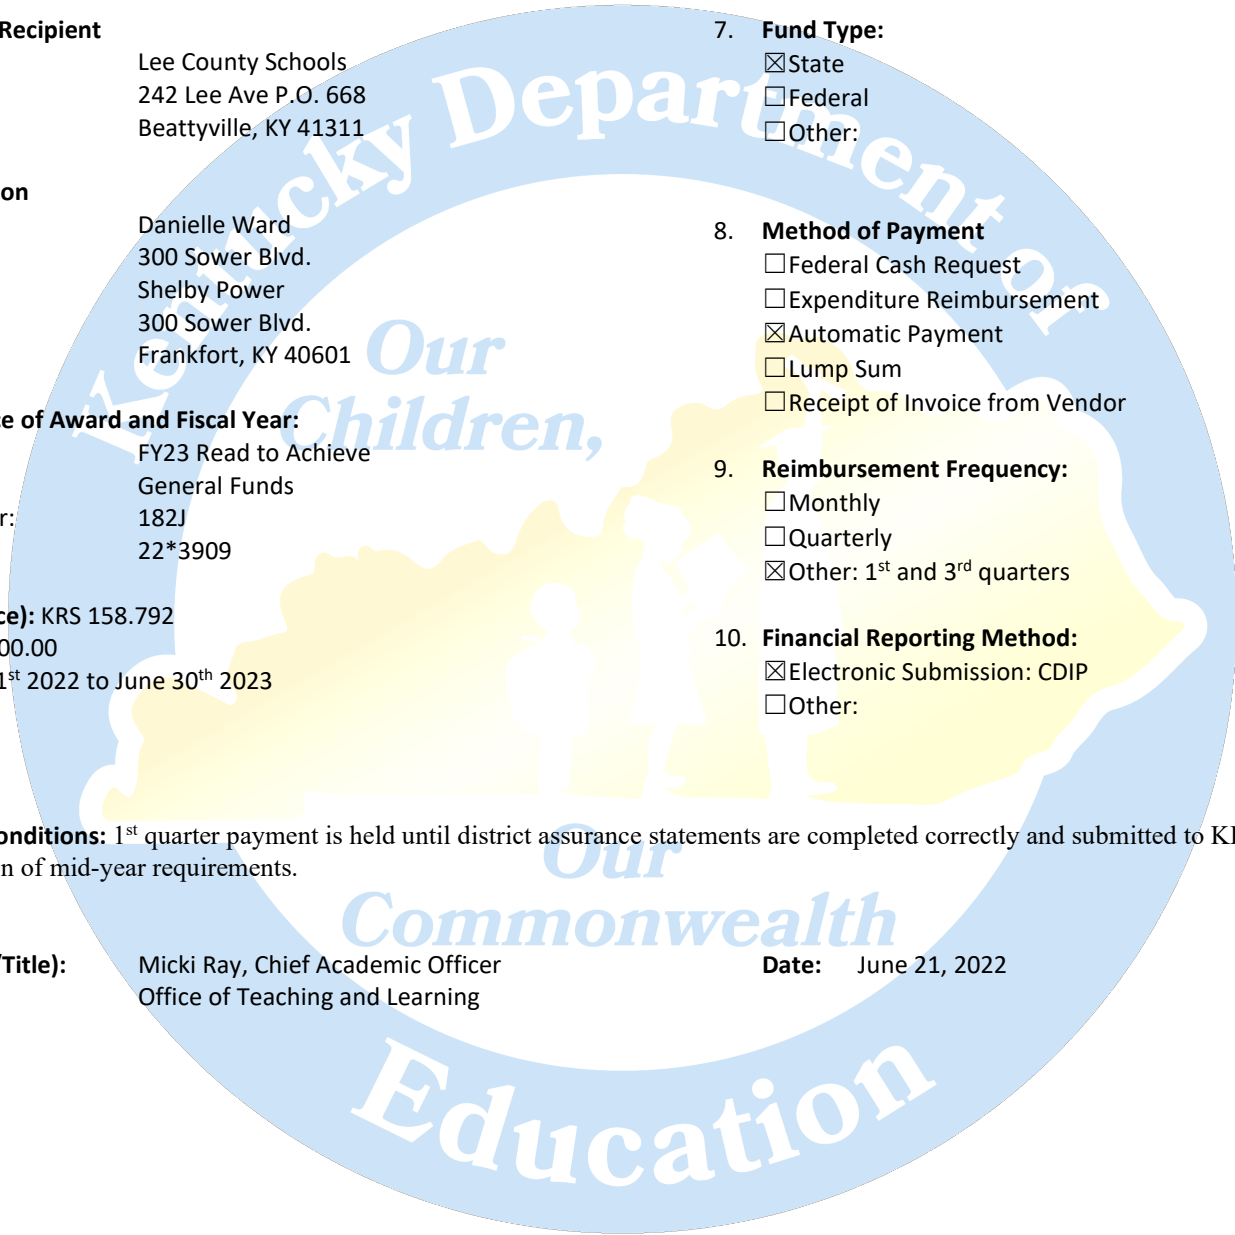 Recipient
Lee County Schools
242 Lee Ave P.O. 668
Beattyville, KY 41311
on
Danielle Ward
300 Sower Blvd.
Shelby Power
300 Sower Blvd.
Frankfort, KY 40601
ce of Award and Fiscal Year:
FY23 Read to Achieve
General Funds
r: 182J
22*3909
ce): KRS 158.792
00.00
1st 2022 to June 30th 2023
7. Fund Type:
☒State
☐Federal
☐Other:
8. Method of Payment
☐Federal Cash Request
☐Expenditure Reimbursement
☒Automatic Payment
☐Lump Sum
☐Receipt of Invoice from Vendor
9. Reimbursement Frequency:
☐Monthly
☐Quarterly
☒Other: 1st and 3rd quarters
10. Financial Reporting Method:
☒Electronic Submission: CDIP
☐Other:
onditions: 1st quarter payment is held until district assurance statements are completed correctly and submitted to
n of mid-year requirements.
/Title): Micki Ray, Chief Academic Officer Date: June 21, 2022
Office of Teaching and Learning
Kentucky Department of
Our
Children,
Our
Commonwealth
Education